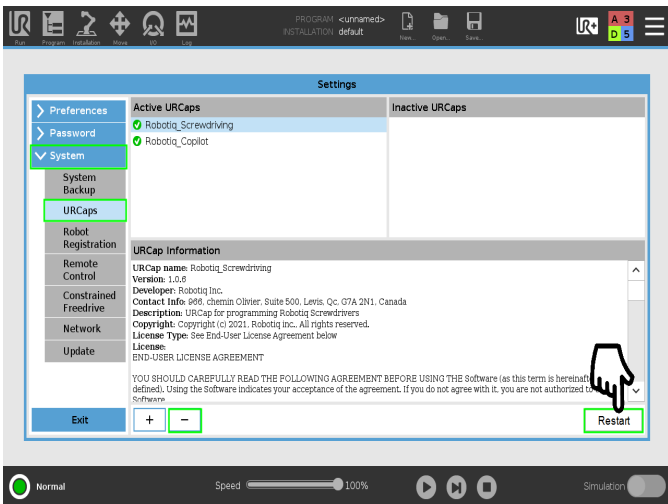 PROGRAM <unnamed>
INSTALLATION default
Run Program Installation Move I/O Log New... Open... Save...
UR
R+
A 3
D 5
Settings
Preferences
Password
System
System
Backup
URCaps
Robot
Registration
Remote
Control
Constrained
Freedrive
Network
Update
Exit
Active URCaps
Robotiq_Screwdriving
Robotiq_Copilot
Inactive URCaps
URCap Information
URCap name: Robotiq_Screwdriving
Version: 1.0.6
Developer: Robotiq Inc.
Contact Info: 966, chemin Olivier, Suite 500, Levis, Qc, G7A 2N1, Canada
Description: URCap for programming Robotiq Screwdrivers
Copyright: Copyright (c) 2021, Robotiq inc., All rights reserved.
License Type: See End-User License Agreement below
License:
END-USER LICENSE AGREEMENT
YOU SHOULD CAREFULLY READ THE FOLLOWING AGREEMENT BEFORE USING THE Software (as this term is
defined). Using the Software indicates your acceptance of the agreement. If you do not agree with it, you are not authorized
Software
+
−
Restart
Normal
Speed
100%
Simulation